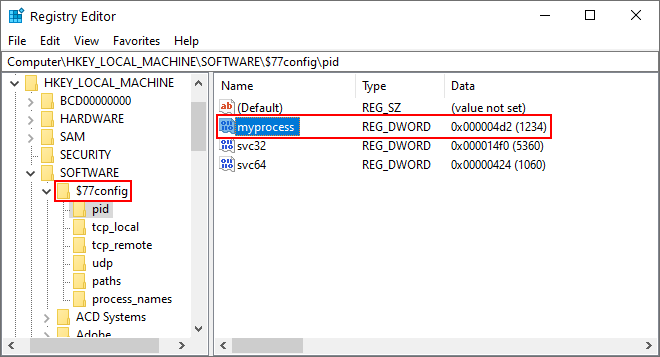 Registry Editor
File Edit View Favorites Help
Computer\HKEY_LOCAL_MACHINE\SOFTWARE\$77config\pid
HKEY_LOCAL_MACHINE
BCD00000000
HARDWARE
SAM
SECURITY
SOFTWARE
$77config
pid
tcp_local
tcp_remote
udp
paths
process_names
ACD Systems
Adobe
Name Type Data
ab (Default) REG_SZ (value not set)
myprocess REG_DWORD 0x000004d2 (1234)
svc32 REG_DWORD 0x000014f0 (5360)
svc64 REG_DWORD 0x00000424 (1060)